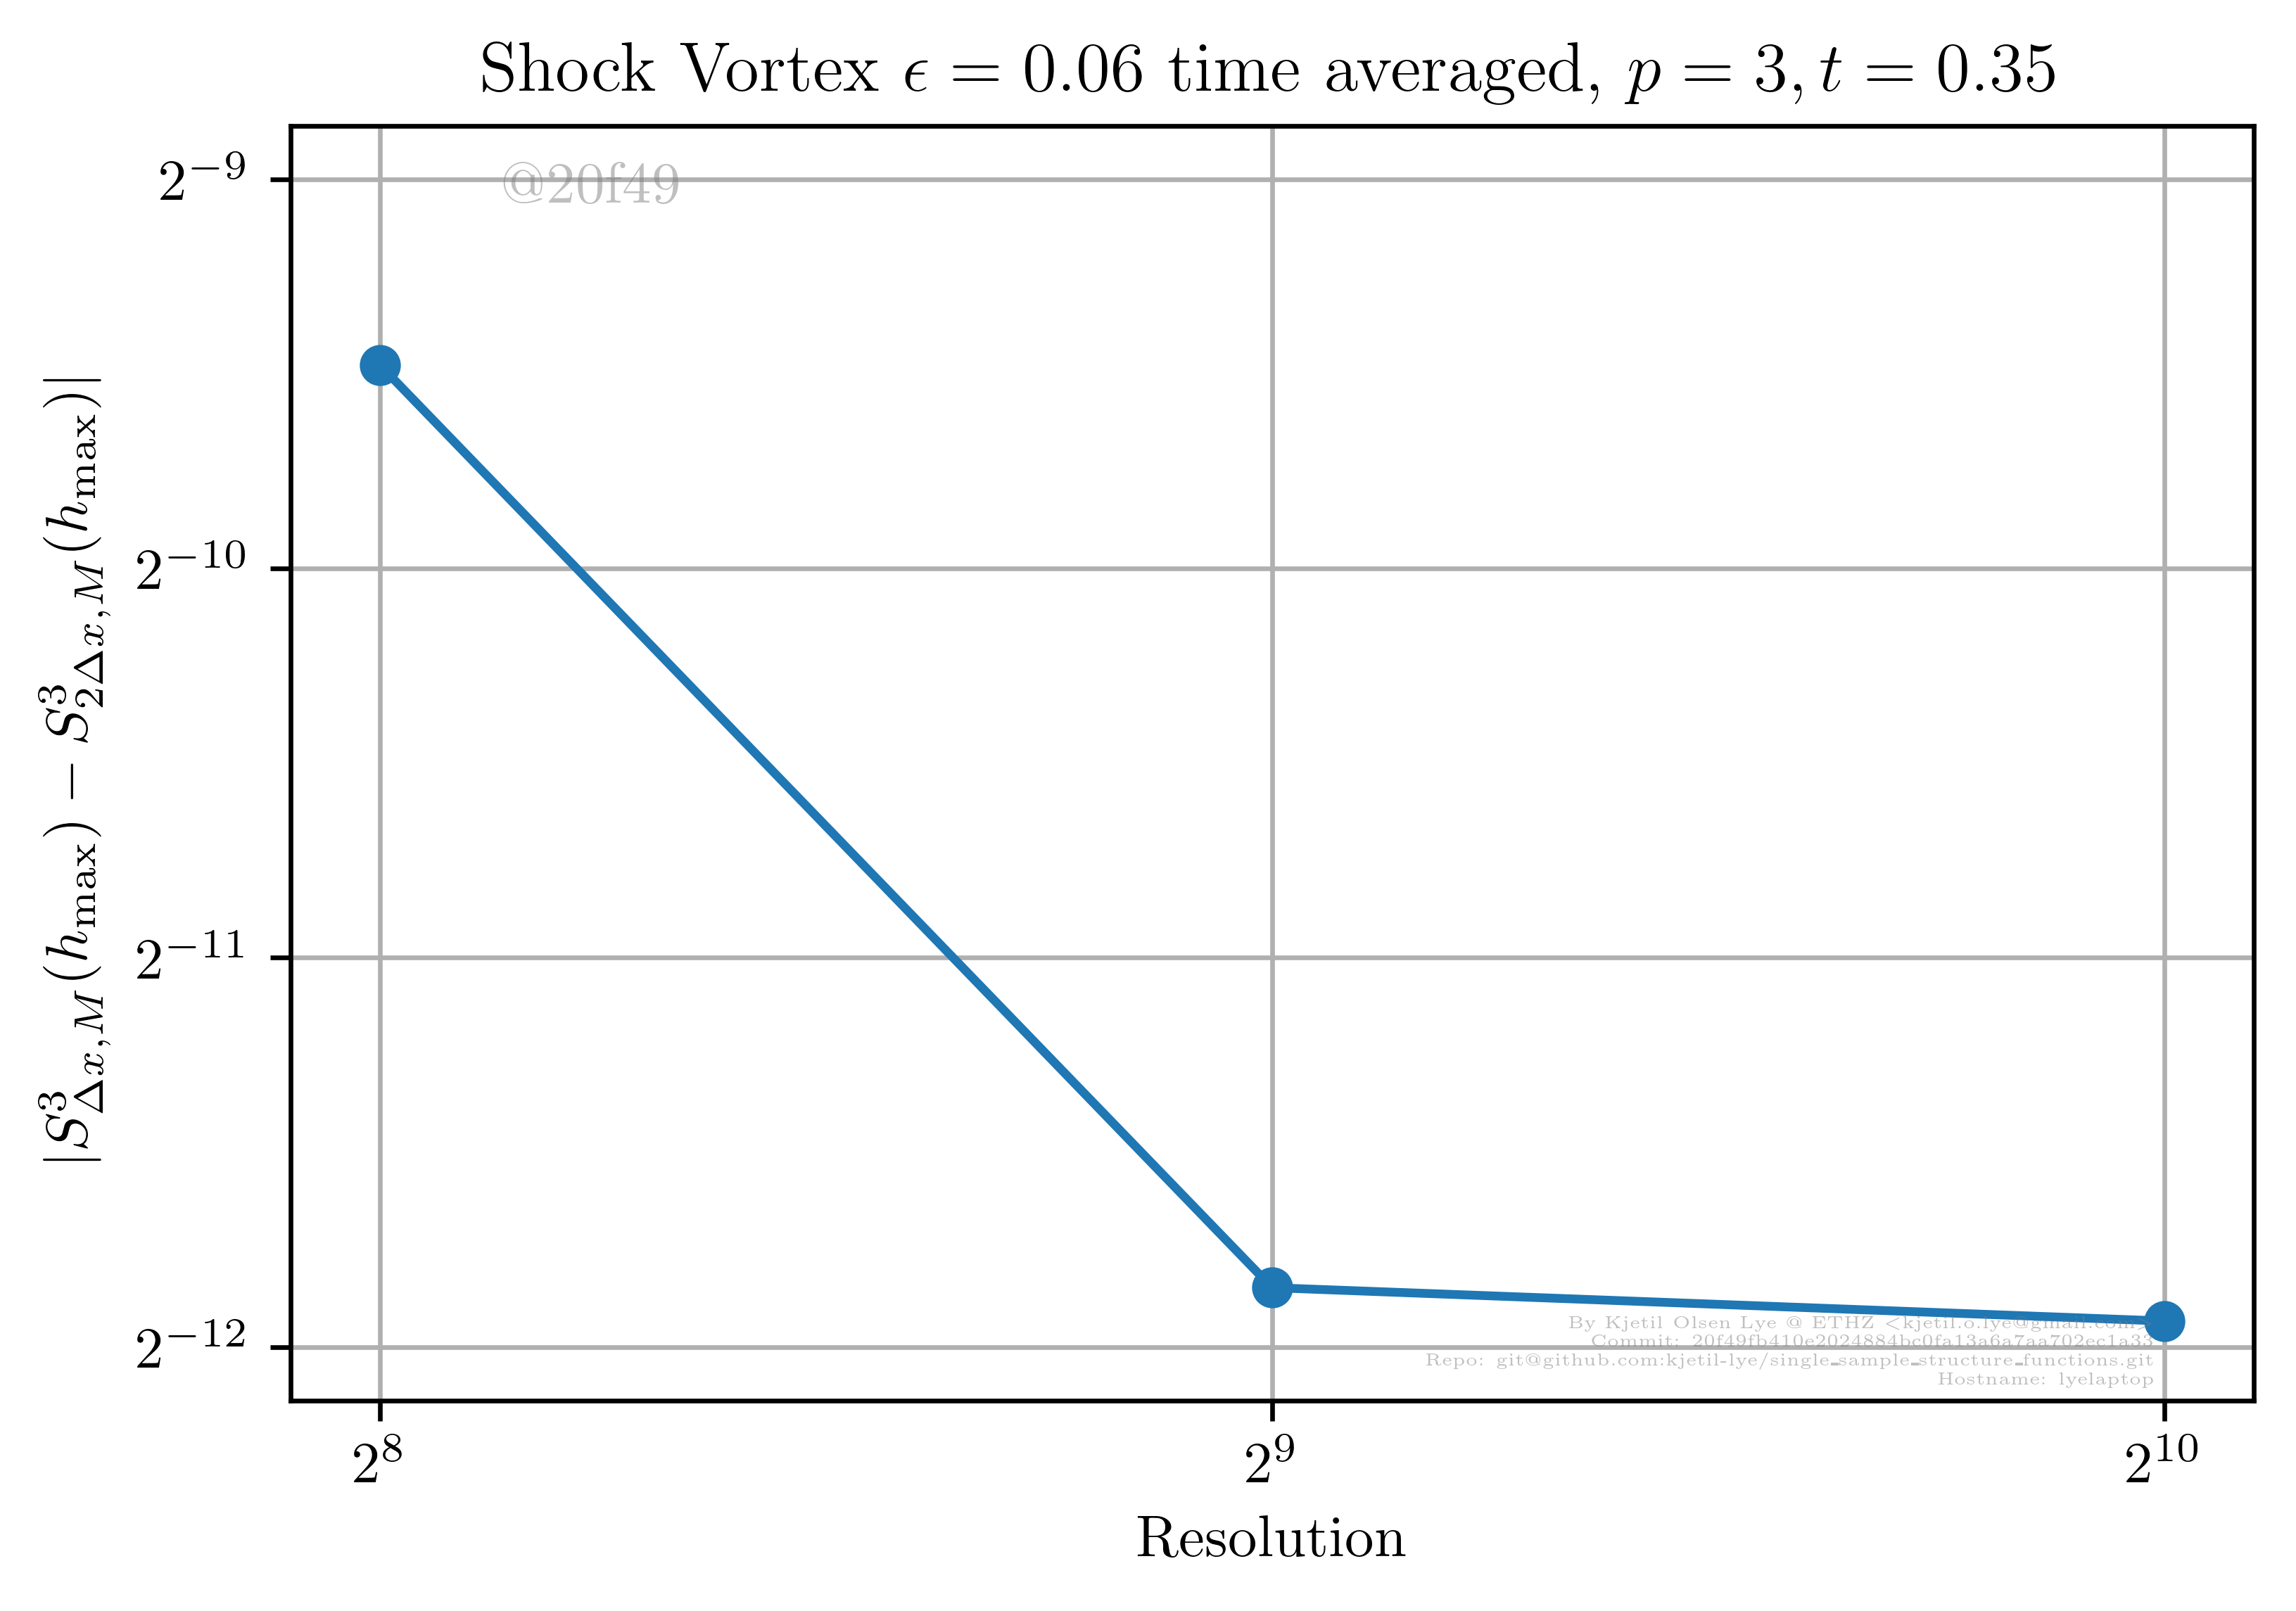 Shock Vortex ϵ = 0.06 time averaged, p = 3, t = 0.35
@20f49
|S^3_{Δx,M}(h_max) − S^3_{2Δx,M}(h_max)|
2^{−9}
2^{−10}
2^{−11}
2^{−12}
By Kjetil Olsen Lye @ ETHZ <kjetil.o.lye@gmail.com>
Commit: 20f49fb410e2024884bc0fa13a6a7aa702ec1a33
Repo: git@github.com:kjetil-lye/single_sample_structure_functions.git
Hostname: lyelaptop
2^8 2^9 2^{10}
Resolution